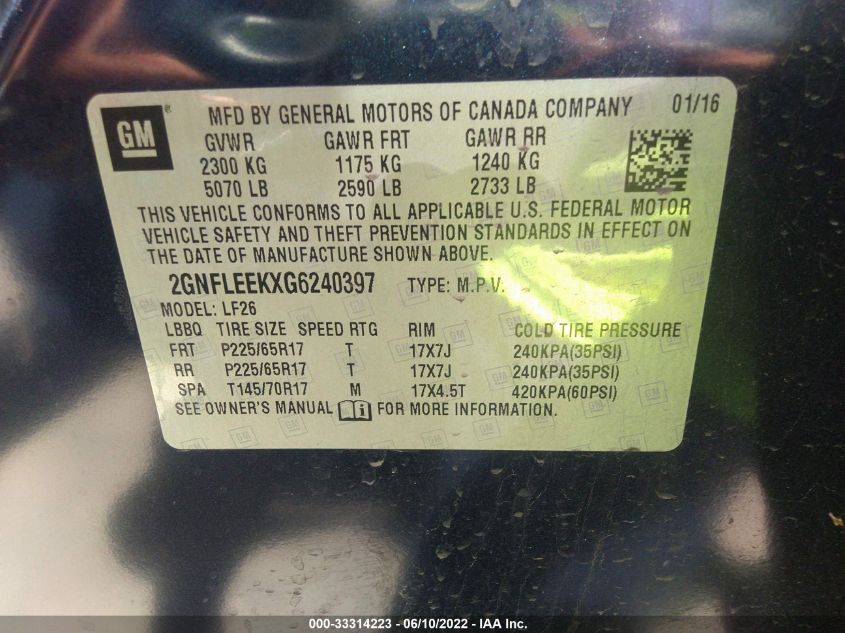 GM ® MFD BY GENERAL MOTORS OF CANADA COMPANY 01/16
GVWR GAWR FRT GAWR RR
2300 KG 1175 KG 1240 KG
5070 LB 2590 LB 2733 LB
THIS VEHICLE CONFORMS TO ALL APPLICABLE U.S. FEDERAL MOTOR
VEHICLE SAFETY AND THEFT PREVENTION STANDARDS IN EFFECT ON
THE DATE OF MANUFACTURE SHOWN ABOVE.
2GNFLEEKXG6240397 TYPE: M.P.V.
MODEL: LF26
LBBQ TIRE SIZE SPEED RTG RIM COLD TIRE PRESSURE
FRT P225/65R17 T 17X7J 240KPA(35PSI)
RR P225/65R17 T 17X7J 240KPA(35PSI)
SPA T145/70R17 M 17X4.5T 420KPA(60PSI)
SEE OWNER'S MANUAL FOR MORE INFORMATION.
000-33314223 - 06/10/2022 - IAA Inc.